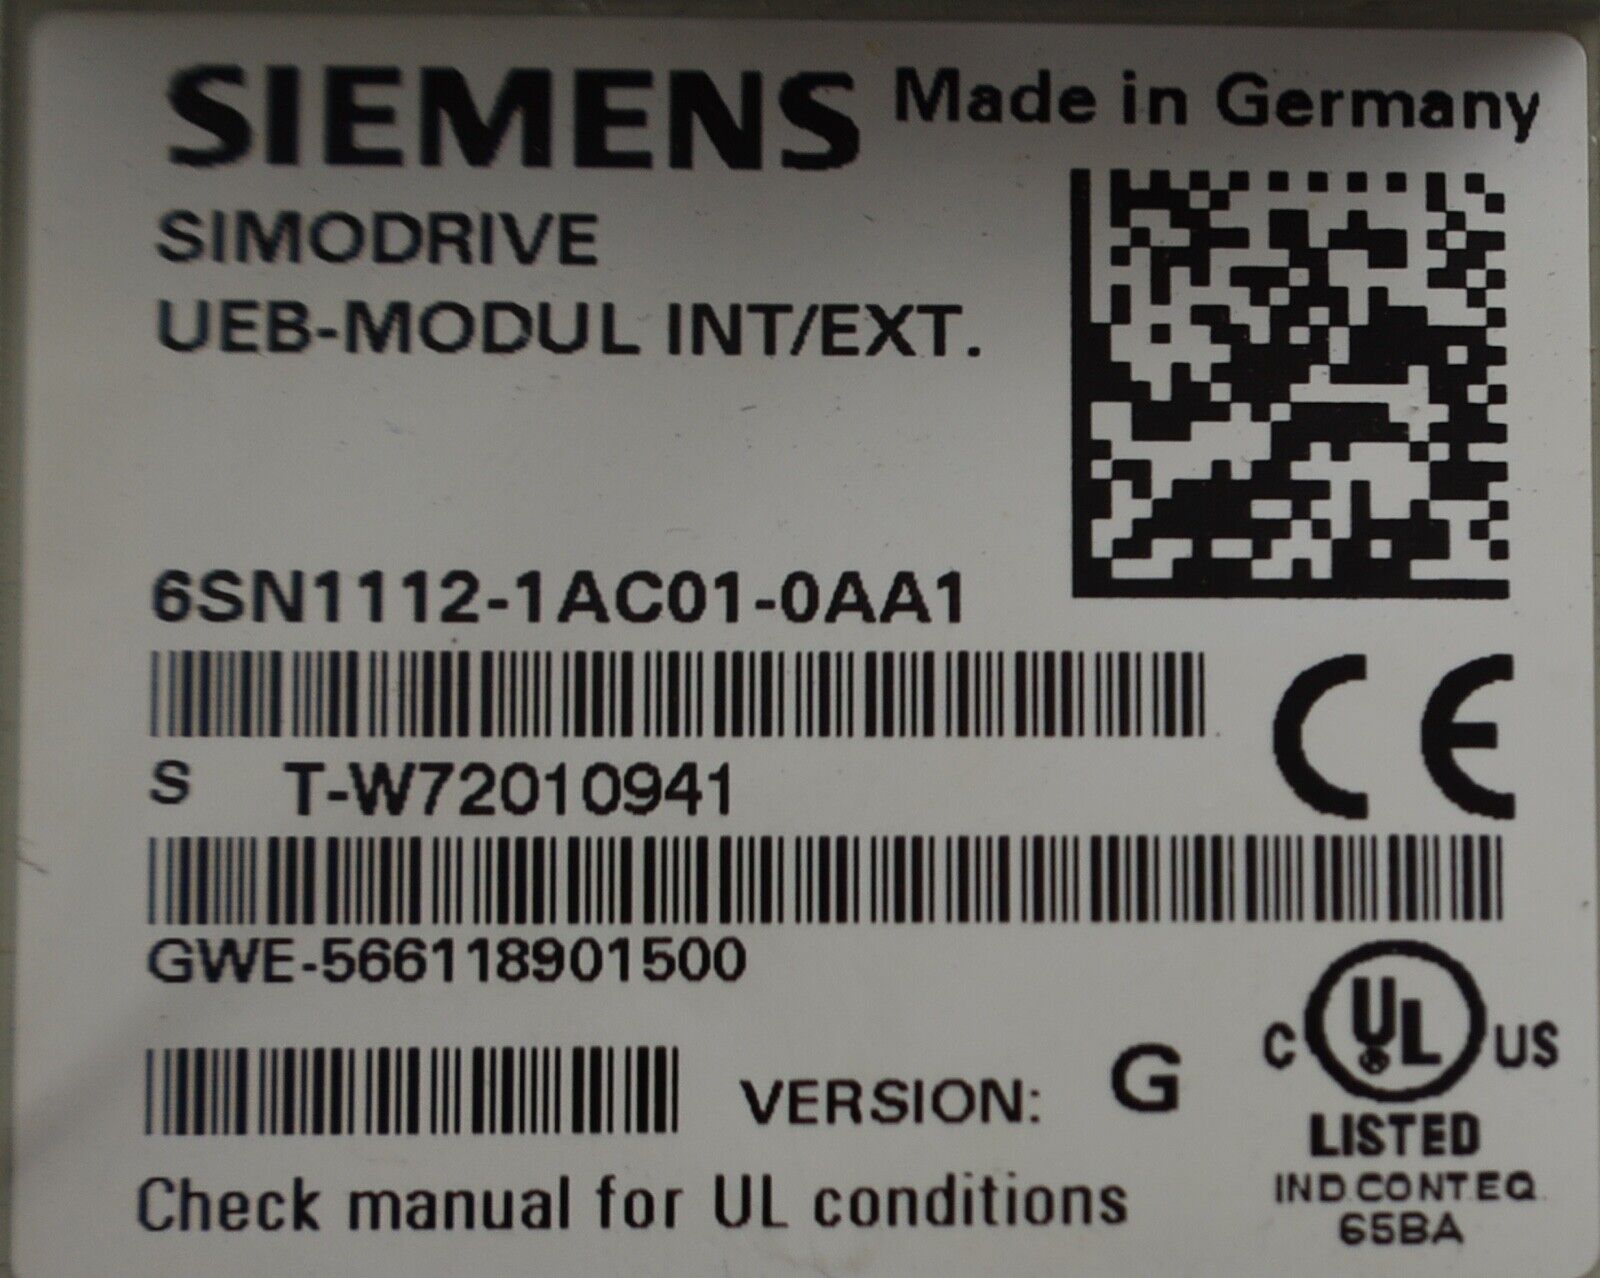 SIEMENS Made in Germany
SIMODRIVE
UEB-MODUL INT/EXT.
6SN1112-1AC01-0AA1
CE
S T-W72010941
GWE-566118901500
VERSION: G
C UL® US
LISTED
IND.CONT.EQ.
65BA
Check manual for UL conditions